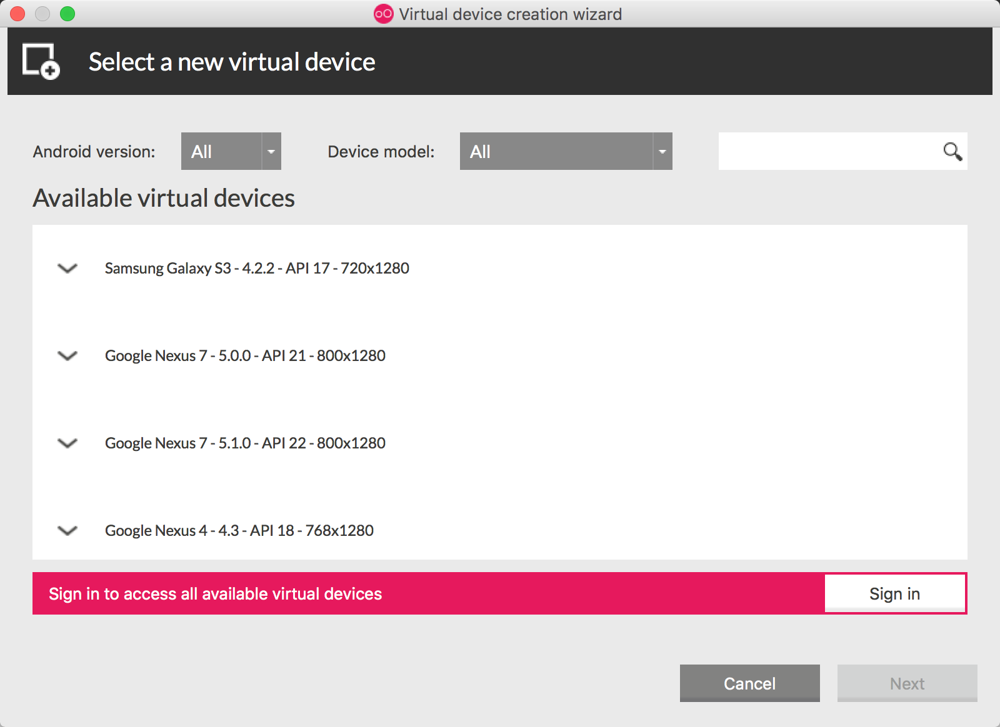 Virtual device creation wizard
Select a new virtual device
Android version: All Device model: All
Available virtual devices
Samsung Galaxy S3 - 4.2.2 - API 17 - 720x1280
Google Nexus 7 - 5.0.0 - API 21 - 800x1280
Google Nexus 7 - 5.1.0 - API 22 - 800x1280
Google Nexus 4 - 4.3 - API 18 - 768x1280
Sign in to access all available virtual devices Sign in
Cancel Next